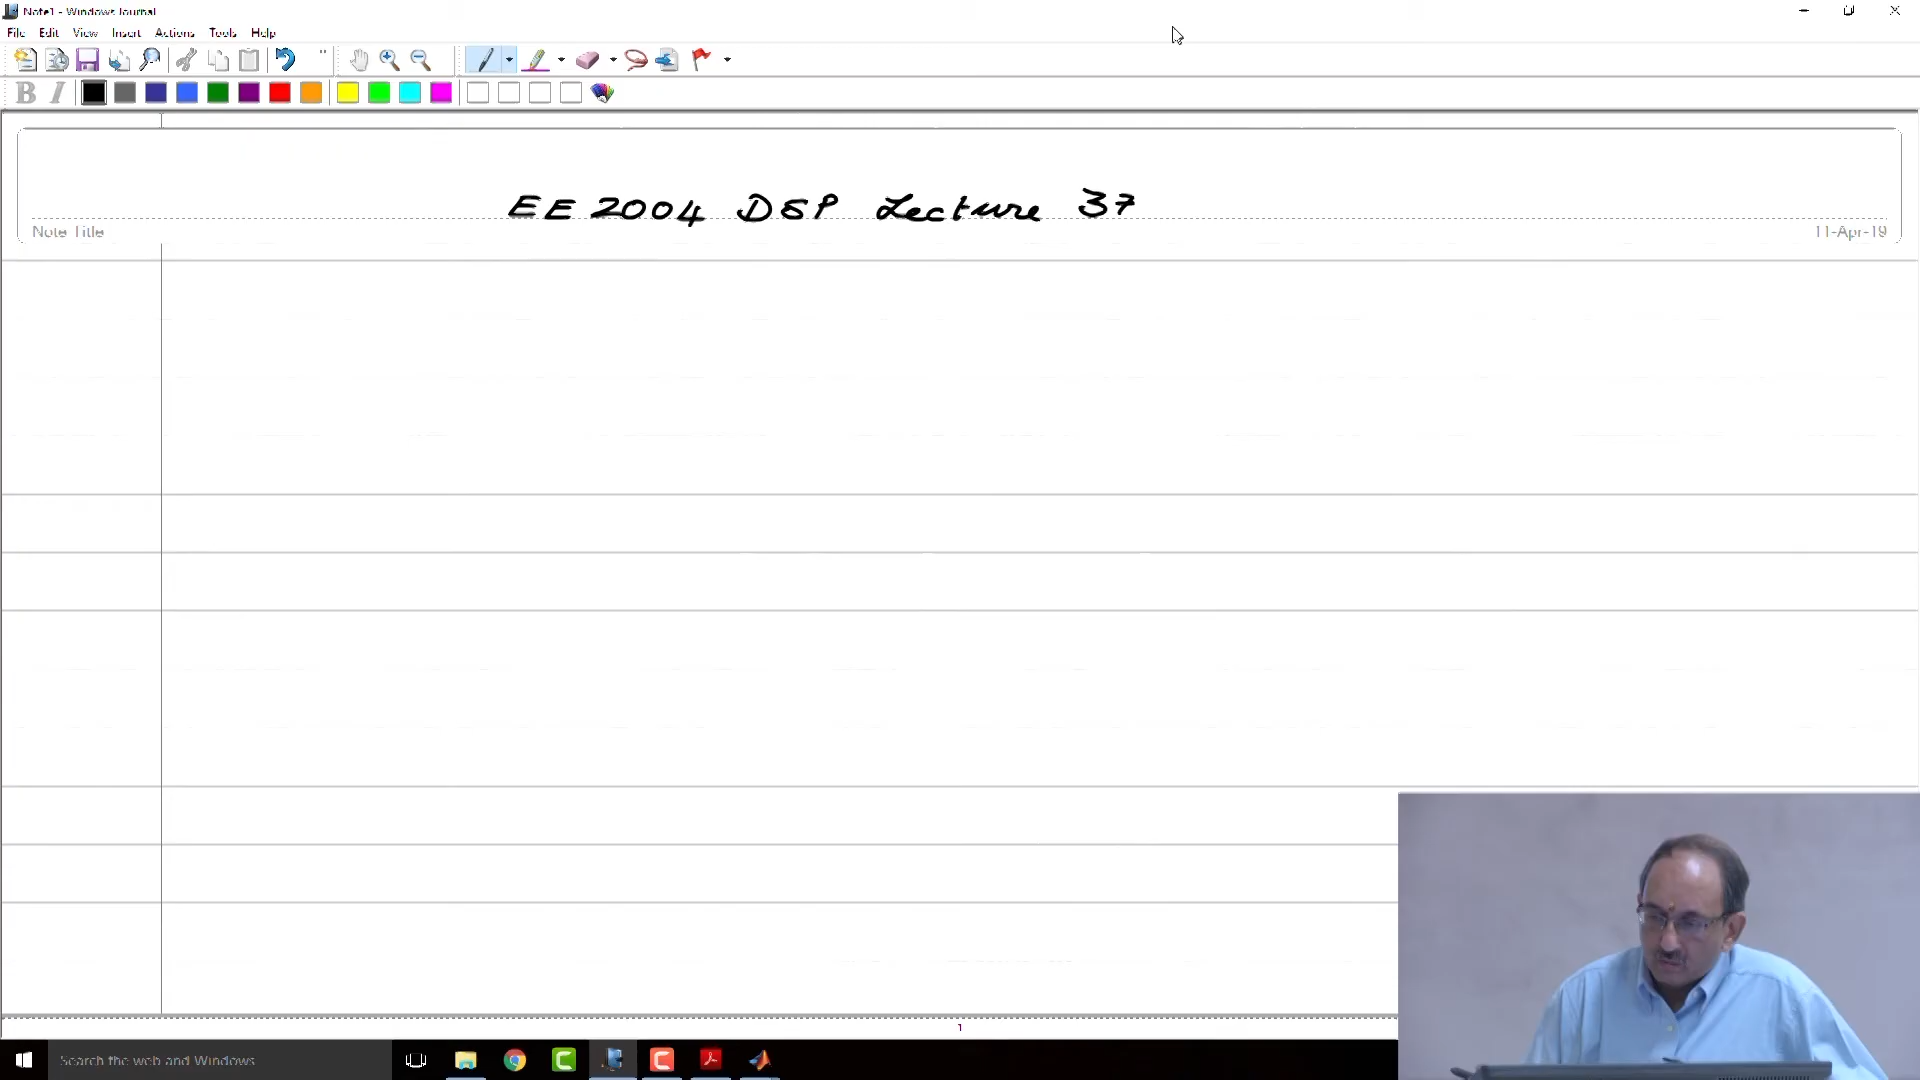 Note1 - Windows Journal
File Edit View Insert Actions Tools Help
B I
EE 2004 DSP Lecture 37
Note Title
11-Apr-19
1
Search the web and Windows